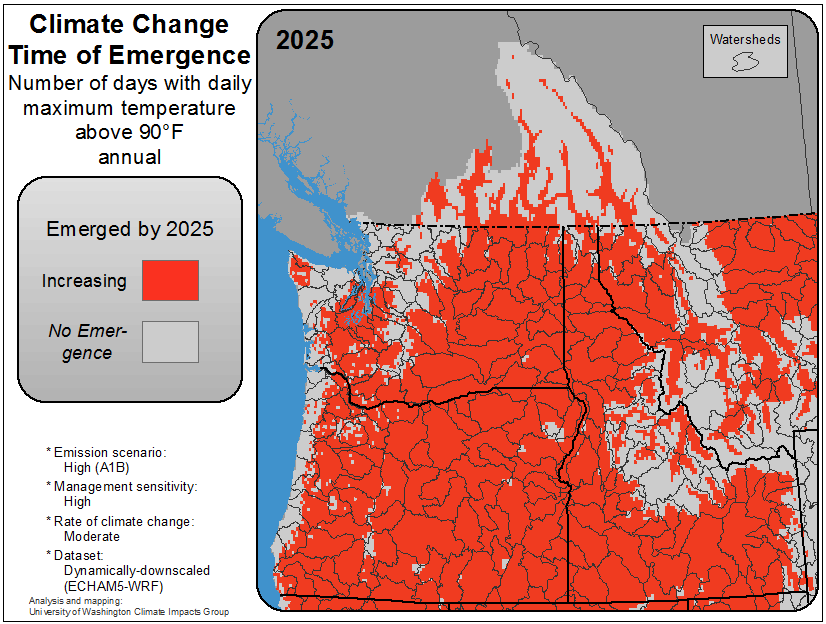 Climate Change
Time of Emergence
Number of days with daily
maximum temperature
above 90°F
annual
Emerged by 2025
Increasing
No Emer-
gence
* Emission scenario:
High (A1B)
* Management sensitivity:
High
* Rate of climate change:
Moderate
* Dataset:
Dynamically-downscaled
(ECHAM5-WRF)
Analysis and mapping:
University of Washington Climate Impacts Group
2025
Watersheds